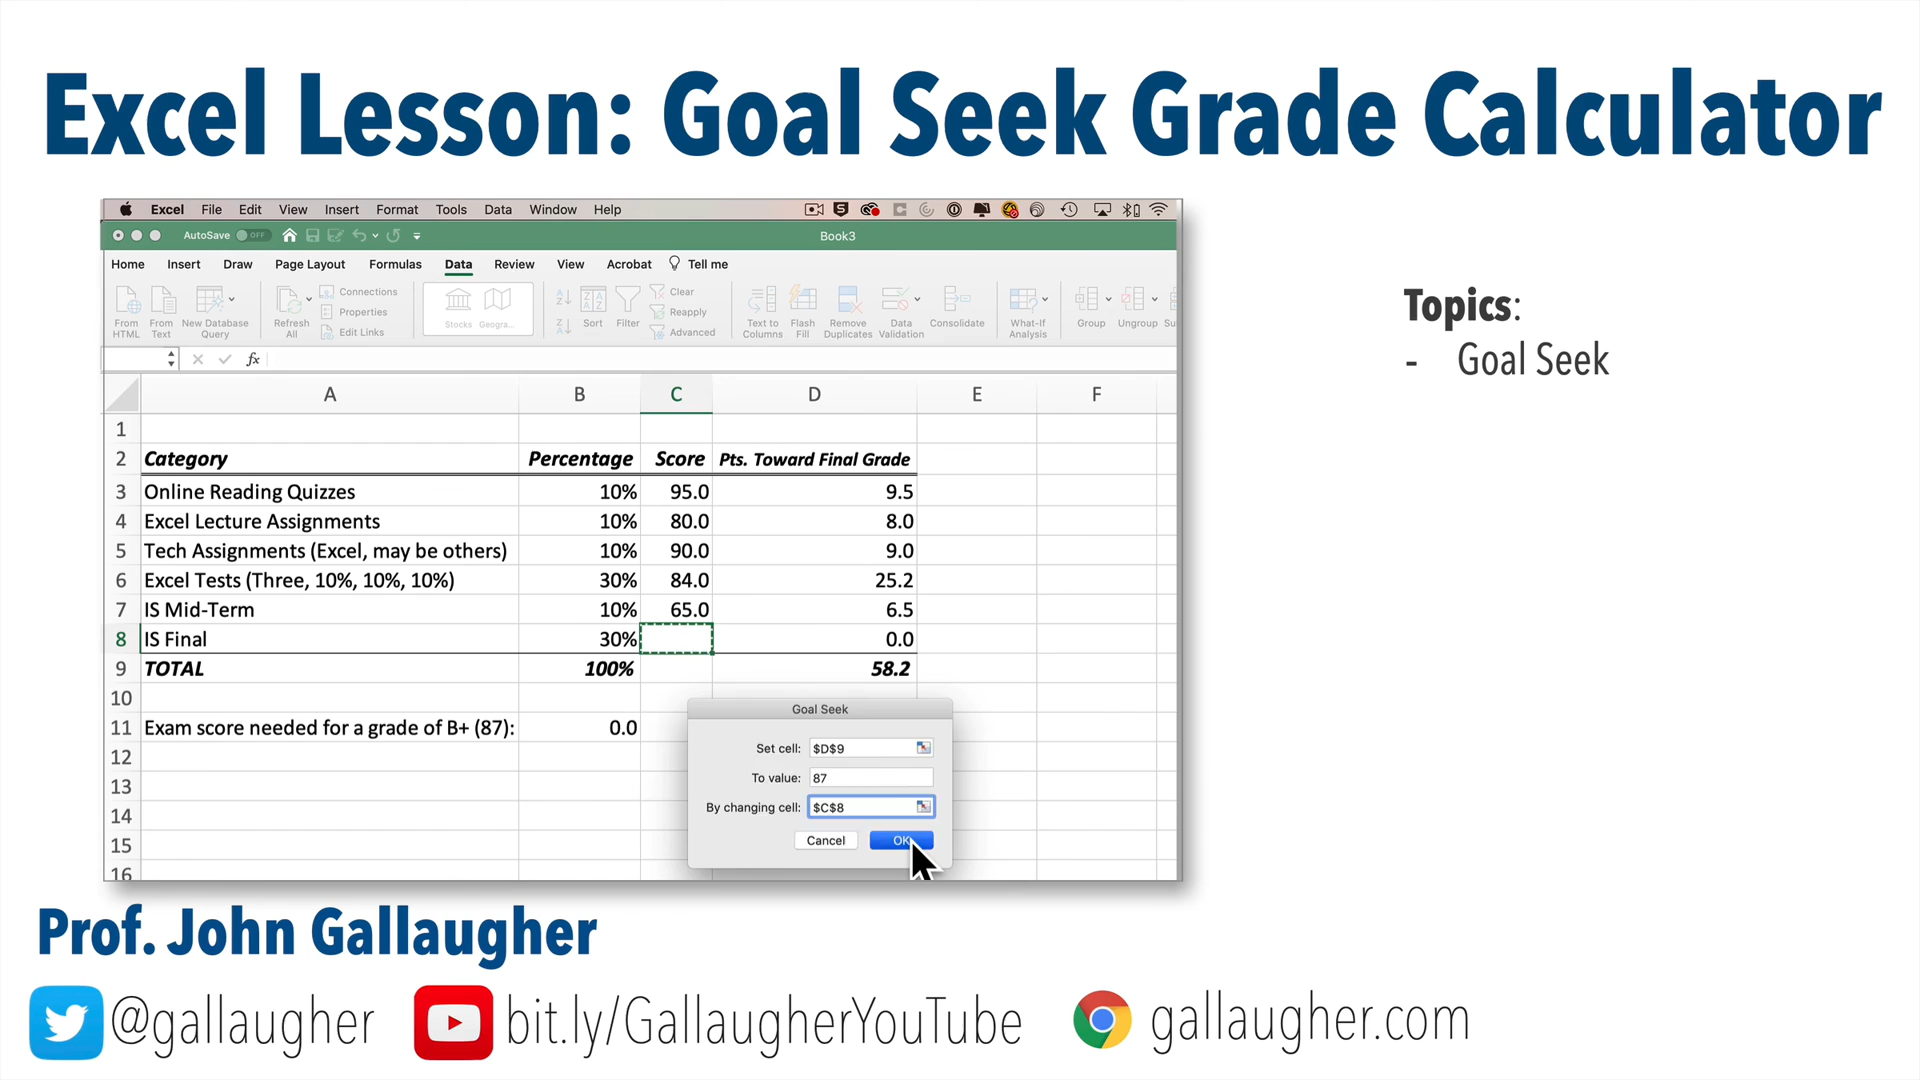 Excel Lesson: Goal Seek Grade Calculator
Excel File Edit View Insert Format Tools Data Window Help
AutoSave OFF Book3
Home Insert Draw Page Layout Formulas Data Review View Acrobat Tell me
From HTML
From Text
New Database Query
Refresh All
Connections
Properties
Edit Links
Stocks Geogra...
Sort
Filter
Clear
Reapply
Advanced
Text to Columns
Flash Fill
Remove Duplicates
Data Validation
Consolidate
What-If Analysis
Group
Ungroup
fx
A B C D E F
1
2 Category Percentage Score Pts. Toward Final Grade
3 Online Reading Quizzes 10% 95.0 9.5
4 Excel Lecture Assignments 10% 80.0 8.0
5 Tech Assignments (Excel, may be others) 10% 90.0 9.0
6 Excel Tests (Three, 10%, 10%, 10%) 30% 84.0 25.2
7 IS Mid-Term 10% 65.0 6.5
8 IS Final 30% 0.0
9 TOTAL 100% 58.2
10
11 Exam score needed for a grade of B+ (87): 0.0
12
13
14
15
16
Goal Seek
Set cell: $D$9
To value: 87
By changing cell: $C$8
Cancel OK
Topics:
- Goal Seek
Prof. John Gallaugher
@gallaugher bit.ly/GallaugherYouTube gallaugher.com